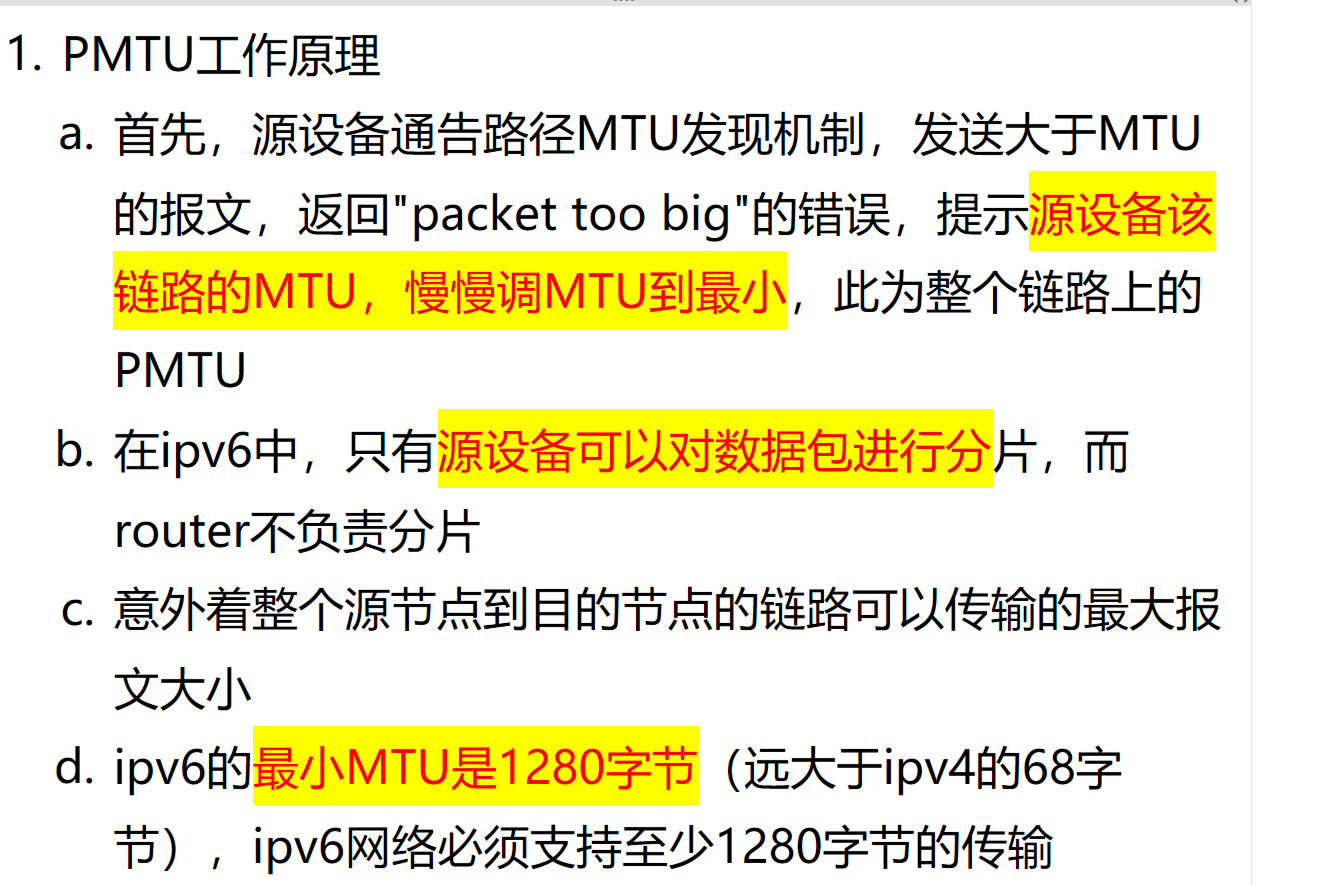 1. PMTU工作原理
a. 首先，源设备通告路径MTU发现机制，发送大于MTU
的报文，返回"packet too big"的错误，提示源设备该
链路的MTU，慢慢调MTU到最小，此为整个链路上的
PMTU
b. 在ipv6中，只有源设备可以对数据包进行分片，而
router不负责分片
c. 意外着整个源节点到目的节点的链路可以传输的最大报
文大小
d. ipv6的最小MTU是1280字节（远大于ipv4的68字
节），ipv6网络必须支持至少1280字节的传输